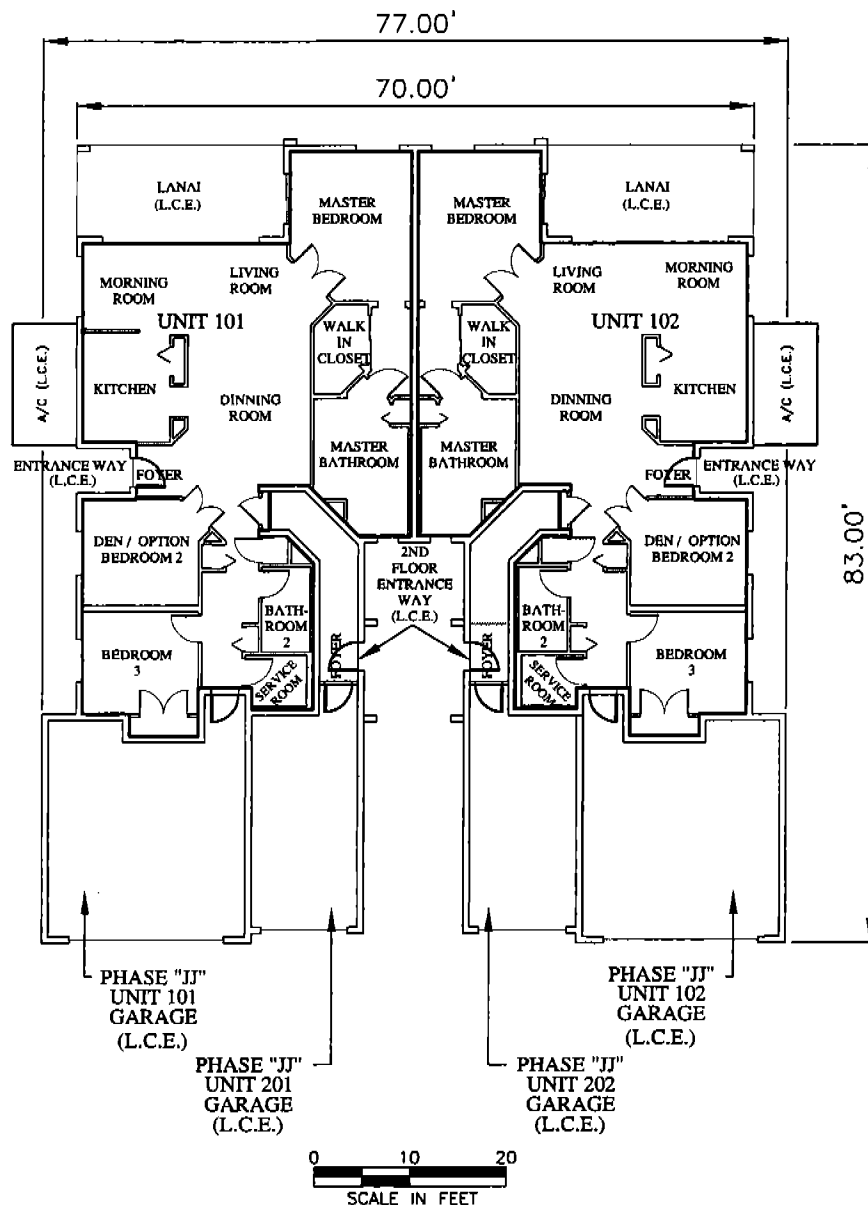 77.00'
70.00'
LANAI
(L.C.E.)
MASTER
BEDROOM
MASTER
BEDROOM
LANAI
(L.C.E.)
MORNING
ROOM
LIVING
ROOM
LIVING
ROOM
MORNING
ROOM
UNIT 101
WALK
IN
CLOSET
WALK
IN
CLOSET
UNIT 102
A/C (L.C.E.)
KITCHEN
DINNING
ROOM
DINNING
ROOM
KITCHEN
A/C (L.C.E.)
MASTER
BATHROOM
MASTER
BATHROOM
ENTRANCE WAY
(L.C.E.)
FOYER
FOYER
ENTRANCE WAY
(L.C.E.)
DEN / OPTION
BEDROOM 2
2ND
FLOOR
ENTRANCE
WAY
(L.C.E.)
DEN / OPTION
BEDROOM 2
83.00'
BATH-
ROOM
2
BATH-
ROOM
2
BEDROOM
3
SERVICE
ROOM
FOYER
FOYER
SERVICE
ROOM
BEDROOM
3
PHASE "JJ"
UNIT 101
GARAGE
(L.C.E.)
PHASE "JJ"
UNIT 102
GARAGE
(L.C.E.)
PHASE "JJ"
UNIT 201
GARAGE
(L.C.E.)
PHASE "JJ"
UNIT 202
GARAGE
(L.C.E.)
0 10 20
SCALE IN FEET